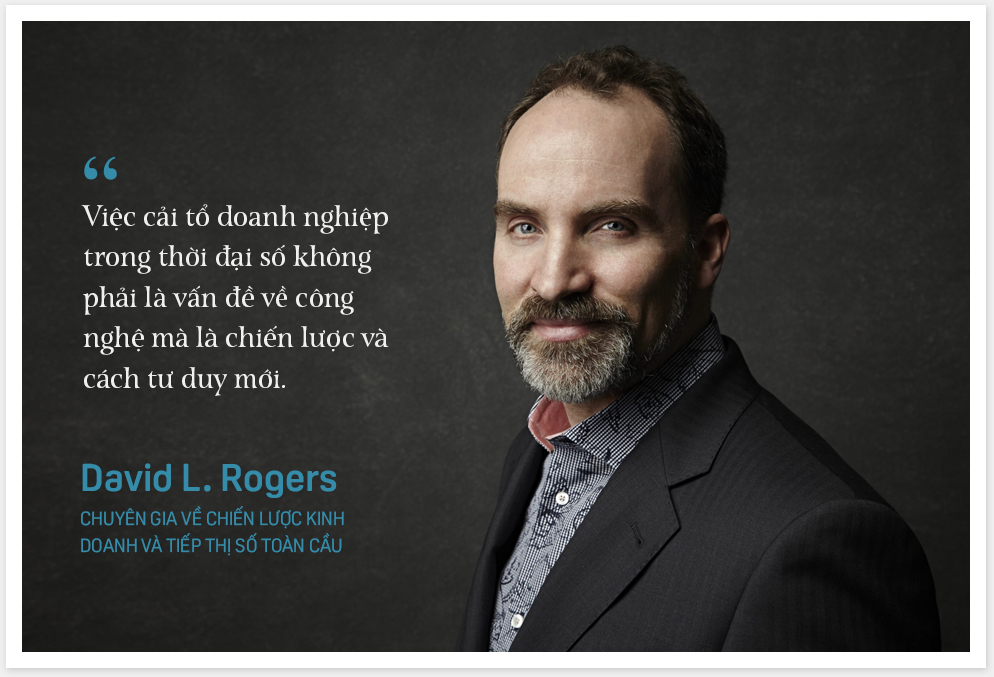 “
Việc cải tổ doanh nghiệp
trong thời đại số không
phải là vấn đề về công
nghệ mà là chiến lược và
cách tư duy mới.
David L. Rogers
CHUYÊN GIA VỀ CHIẾN LƯỢC KINH
DOANH VÀ TIẾP THỊ SỐ TOÀN CẦU